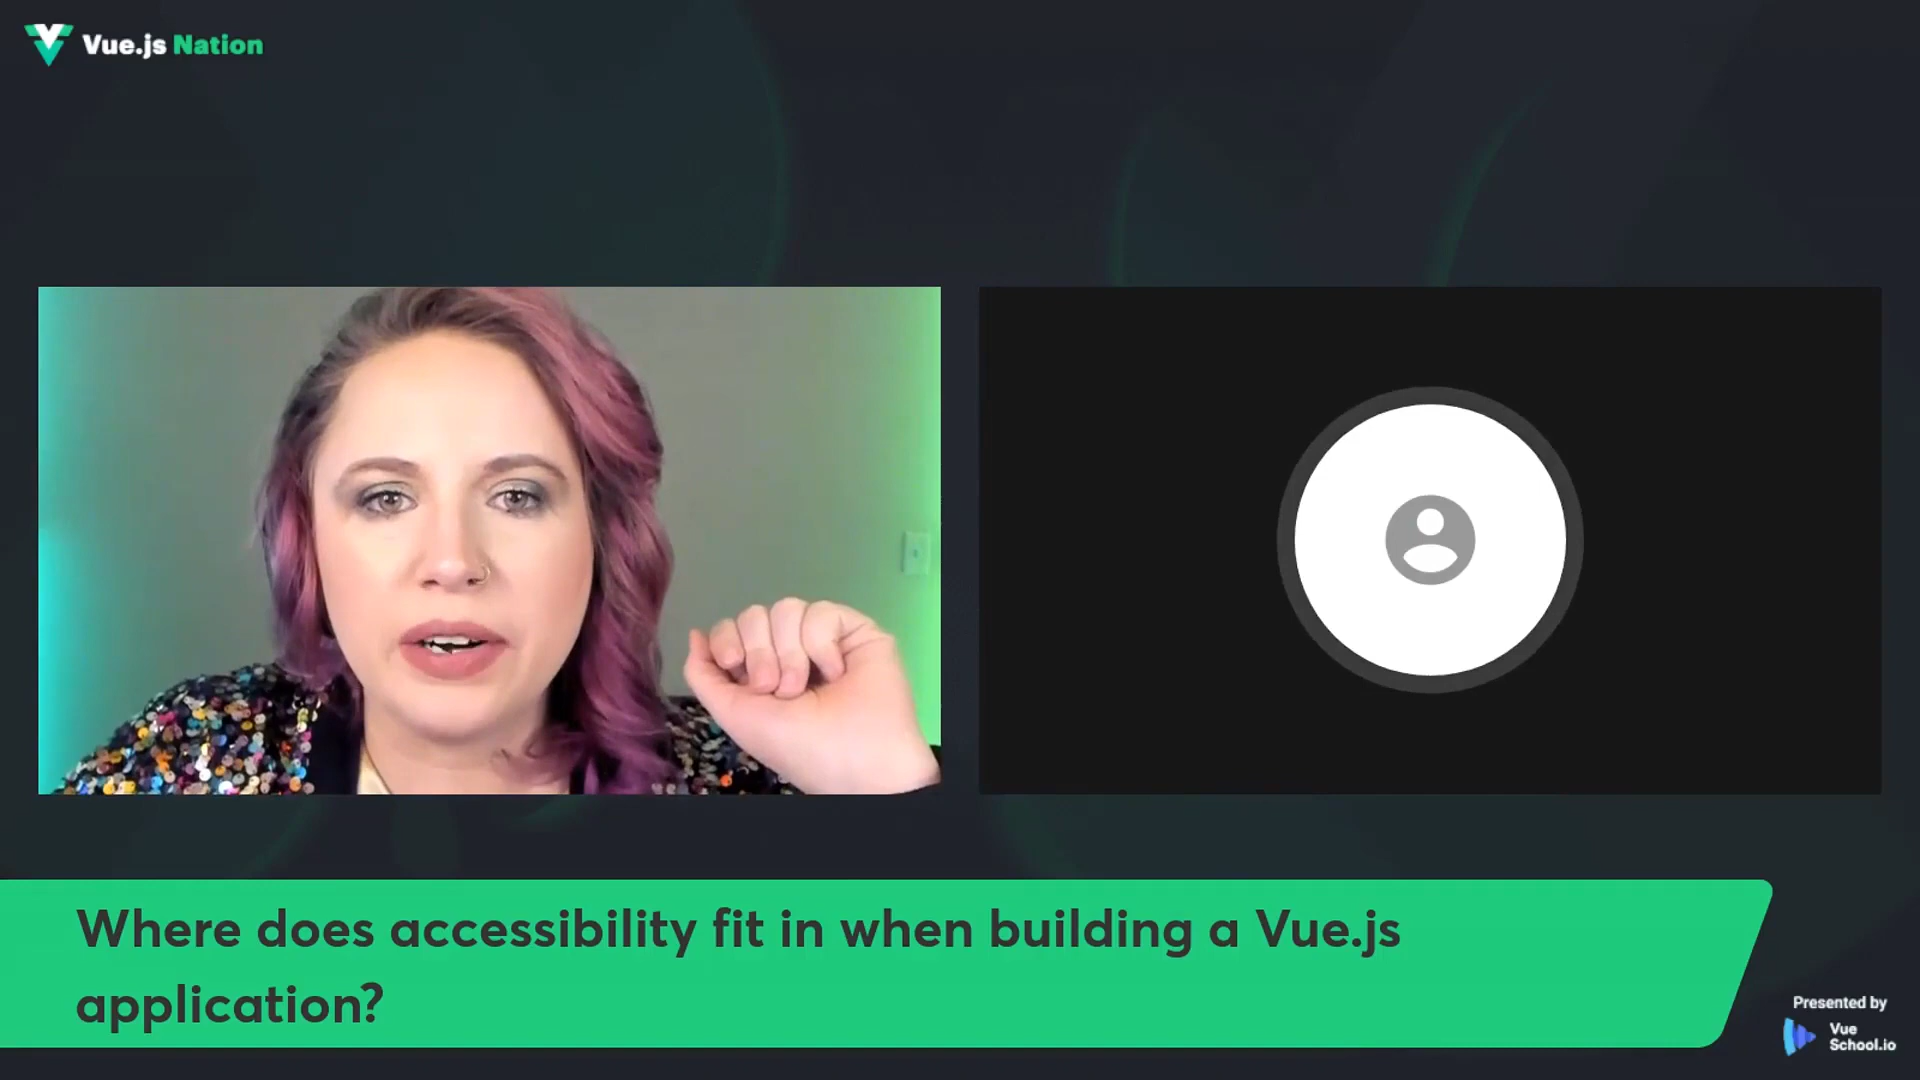 Vue.js Nation
Where does accessibility fit in when building a Vue.js
application?
Presented by
Vue
School.io